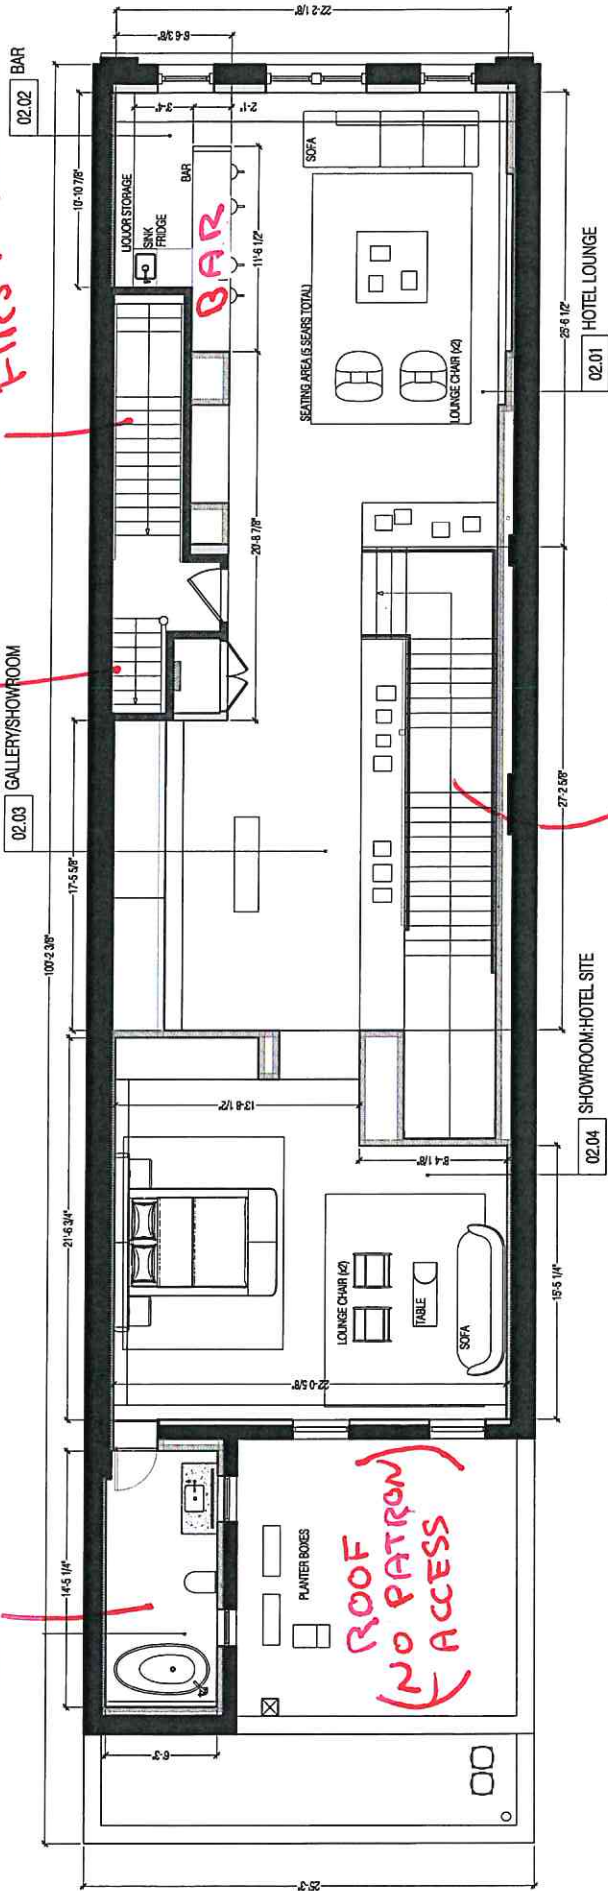 22'-2 1/8"
6'-6 3/8"
BAR
02.02
10'-10 7/8"
3'-4"
2'-1"
LIQUOR STORAGE
SINK
FRIDGE
BAR
BAR
11'-6 1/2"
SOFA
SEATING AREA (5 SEARS TOTAL)
LOUNGE CHAIR (x2)
25'-6 1/2"
HOTEL LOUNGE
02.01
20'-8 7/8"
GALLERY/SHOWROOM
02.03
17'-5 5/8"
100'-2 3/8"
27'-2 5/8"
SHOWROOM:HOTEL SITE
02.04
21'-6 3/4"
13'-8 1/2"
8'-4 1/8"
LOUNGE CHAIR (x2)
TABLE
SOFA
15'-5 1/4"
22'-0 5/8"
14'-5 1/4"
PLANTER BOXES
ROOF
(NO PATRON)
ACCESS
6'-3"
25'-3"